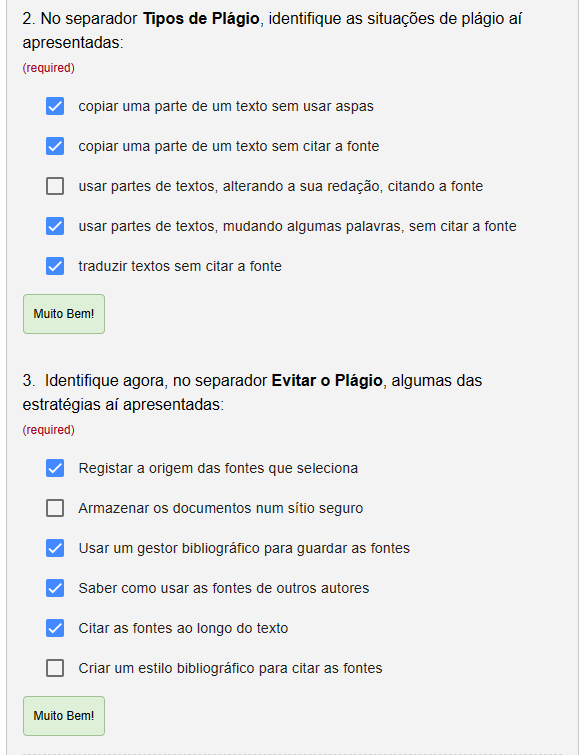 2. No separador Tipos de Plágio, identifique as situações de plágio aí
apresentadas:
(required)
copiar uma parte de um texto sem usar aspas
copiar uma parte de um texto sem citar a fonte
usar partes de textos, alterando a sua redação, citando a fonte
usar partes de textos, mudando algumas palavras, sem citar a fonte
traduzir textos sem citar a fonte
Muito Bem!
3. Identifique agora, no separador Evitar o Plágio, algumas das
estratégias aí apresentadas:
(required)
Registar a origem das fontes que seleciona
Armazenar os documentos num sítio seguro
Usar um gestor bibliográfico para guardar as fontes
Saber como usar as fontes de outros autores
Citar as fontes ao longo do texto
Criar um estilo bibliográfico para citar as fontes
Muito Bem!